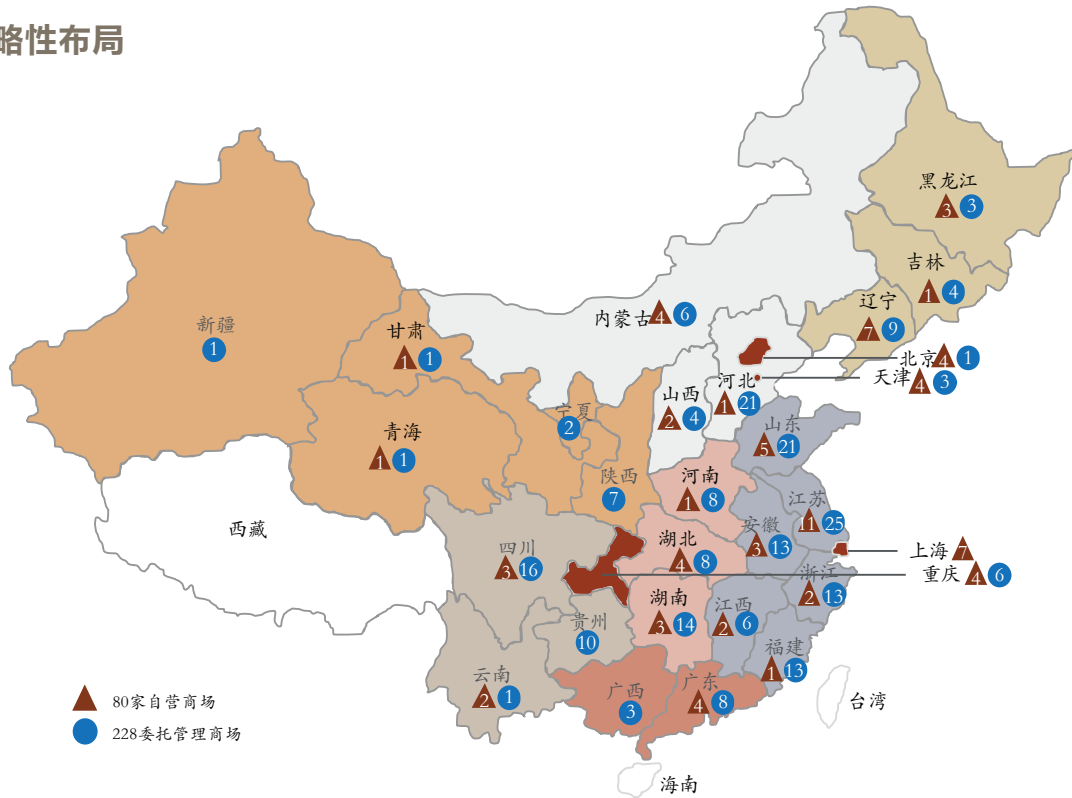 略性布局
黑龙江
3 3
吉林
1 4
辽宁
7 9
内蒙古 4 6
新疆
1
甘肃
1 1
北京 4 1
天津 4 3
河北
1 21
山西
2 4
宁夏
2
山东
5 21
青海
1 1
陕西
7
河南
1 8
江苏
11 25
安徽
3 13
西藏
四川
3 16
湖北
4 8
上海 7
重庆 4 6
浙江
2 13
湖南
3 14
江西
2 6
贵州
10
福建
1 13
云南
2 1
广西
3
广东
4 8
台湾
海南
80家自营商场
228委托管理商场